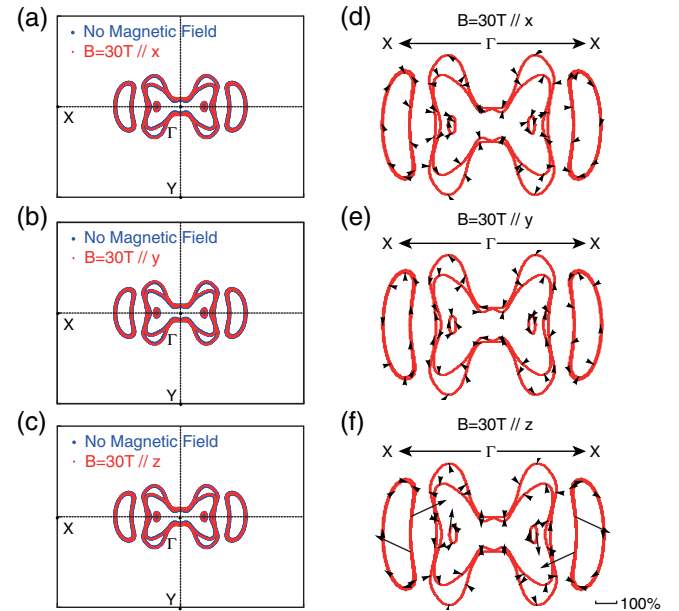 (a)
No Magnetic Field
B=30T // x
X
Γ
Y
(b)
No Magnetic Field
B=30T // y
X
Γ
Y
(c)
No Magnetic Field
B=30T // z
X
Γ
Y
(d)
B=30T // x
X Γ X
(e)
B=30T // y
X Γ X
(f)
B=30T // z
X Γ X
100%